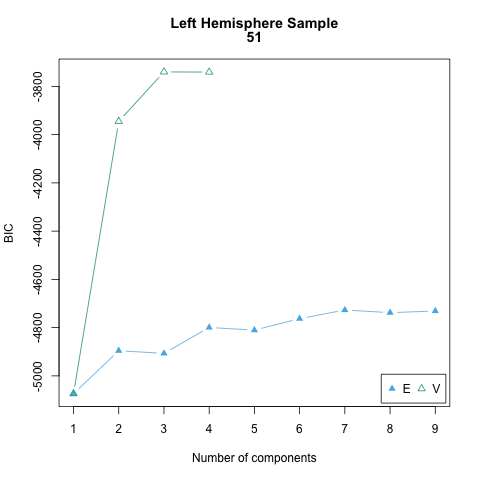 Left Hemisphere Sample
51
BIC
-3800
-4000
-4200
-4400
-4600
-4800
-5000
E V
1 2 3 4 5 6 7 8 9
Number of components